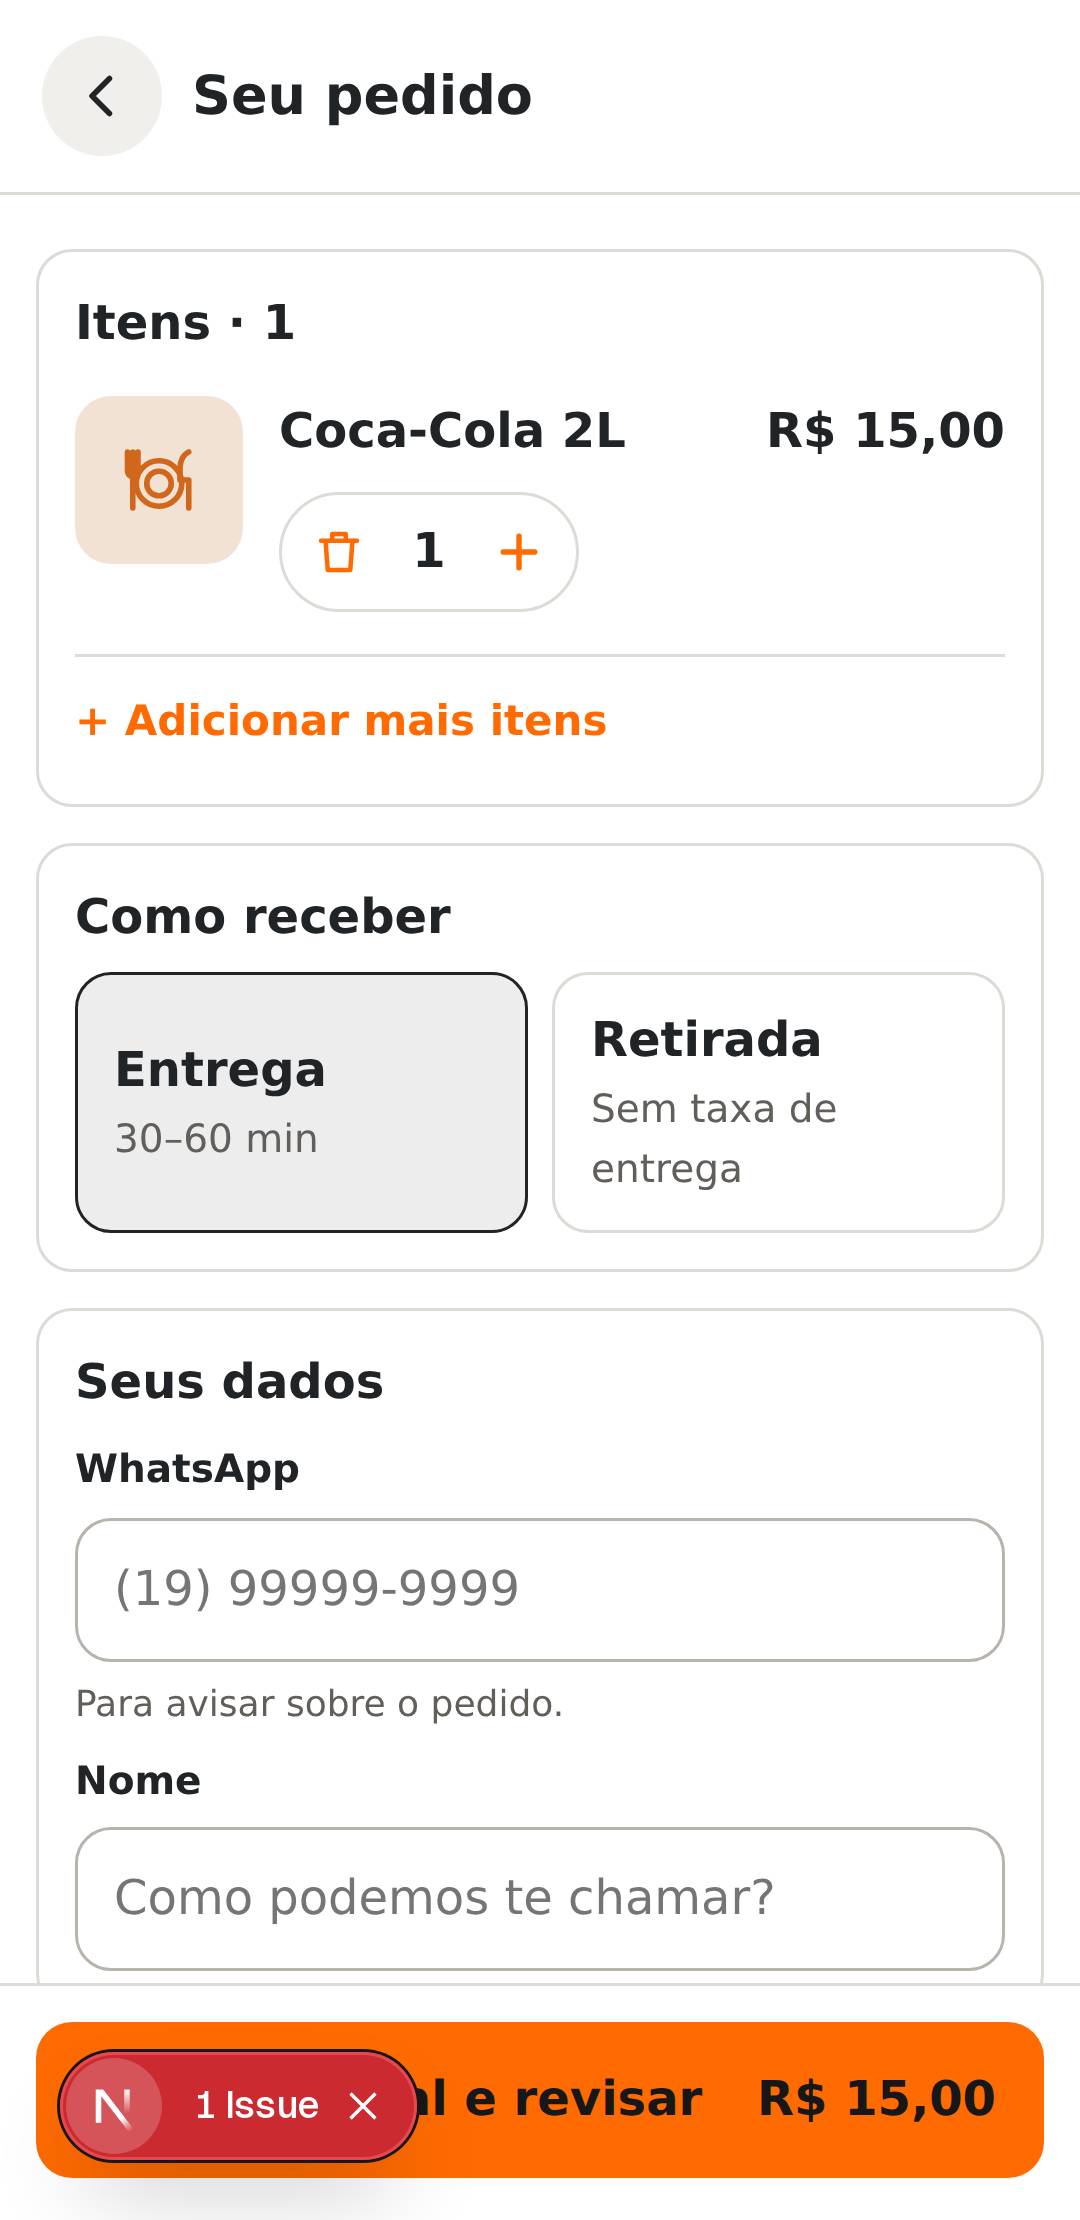 Seu pedido
Itens · 1
Coca-Cola 2L R$ 15,00
1
+ Adicionar mais itens
Como receber
Entrega
30–60 min
Retirada
Sem taxa de
entrega
Seus dados
WhatsApp
(19) 99999-9999
Para avisar sobre o pedido.
Nome
Como podemos te chamar?
N 1 Issue e revisar R$ 15,00